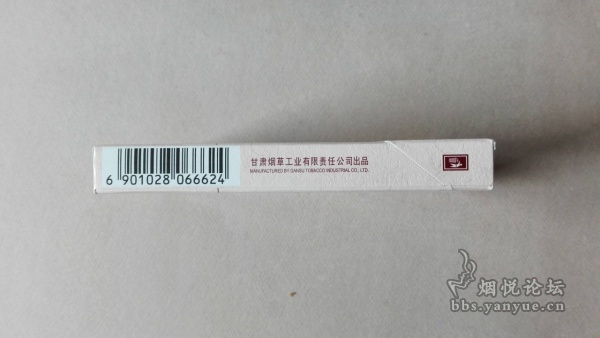 甘肃烟草工业有限责任公司出品
MANUFACTURED BY GANSU TOBACCO INDUSTRIAL CO., LTD.
6 901028 066624
烟悦论坛
bbs.yanyue.cn